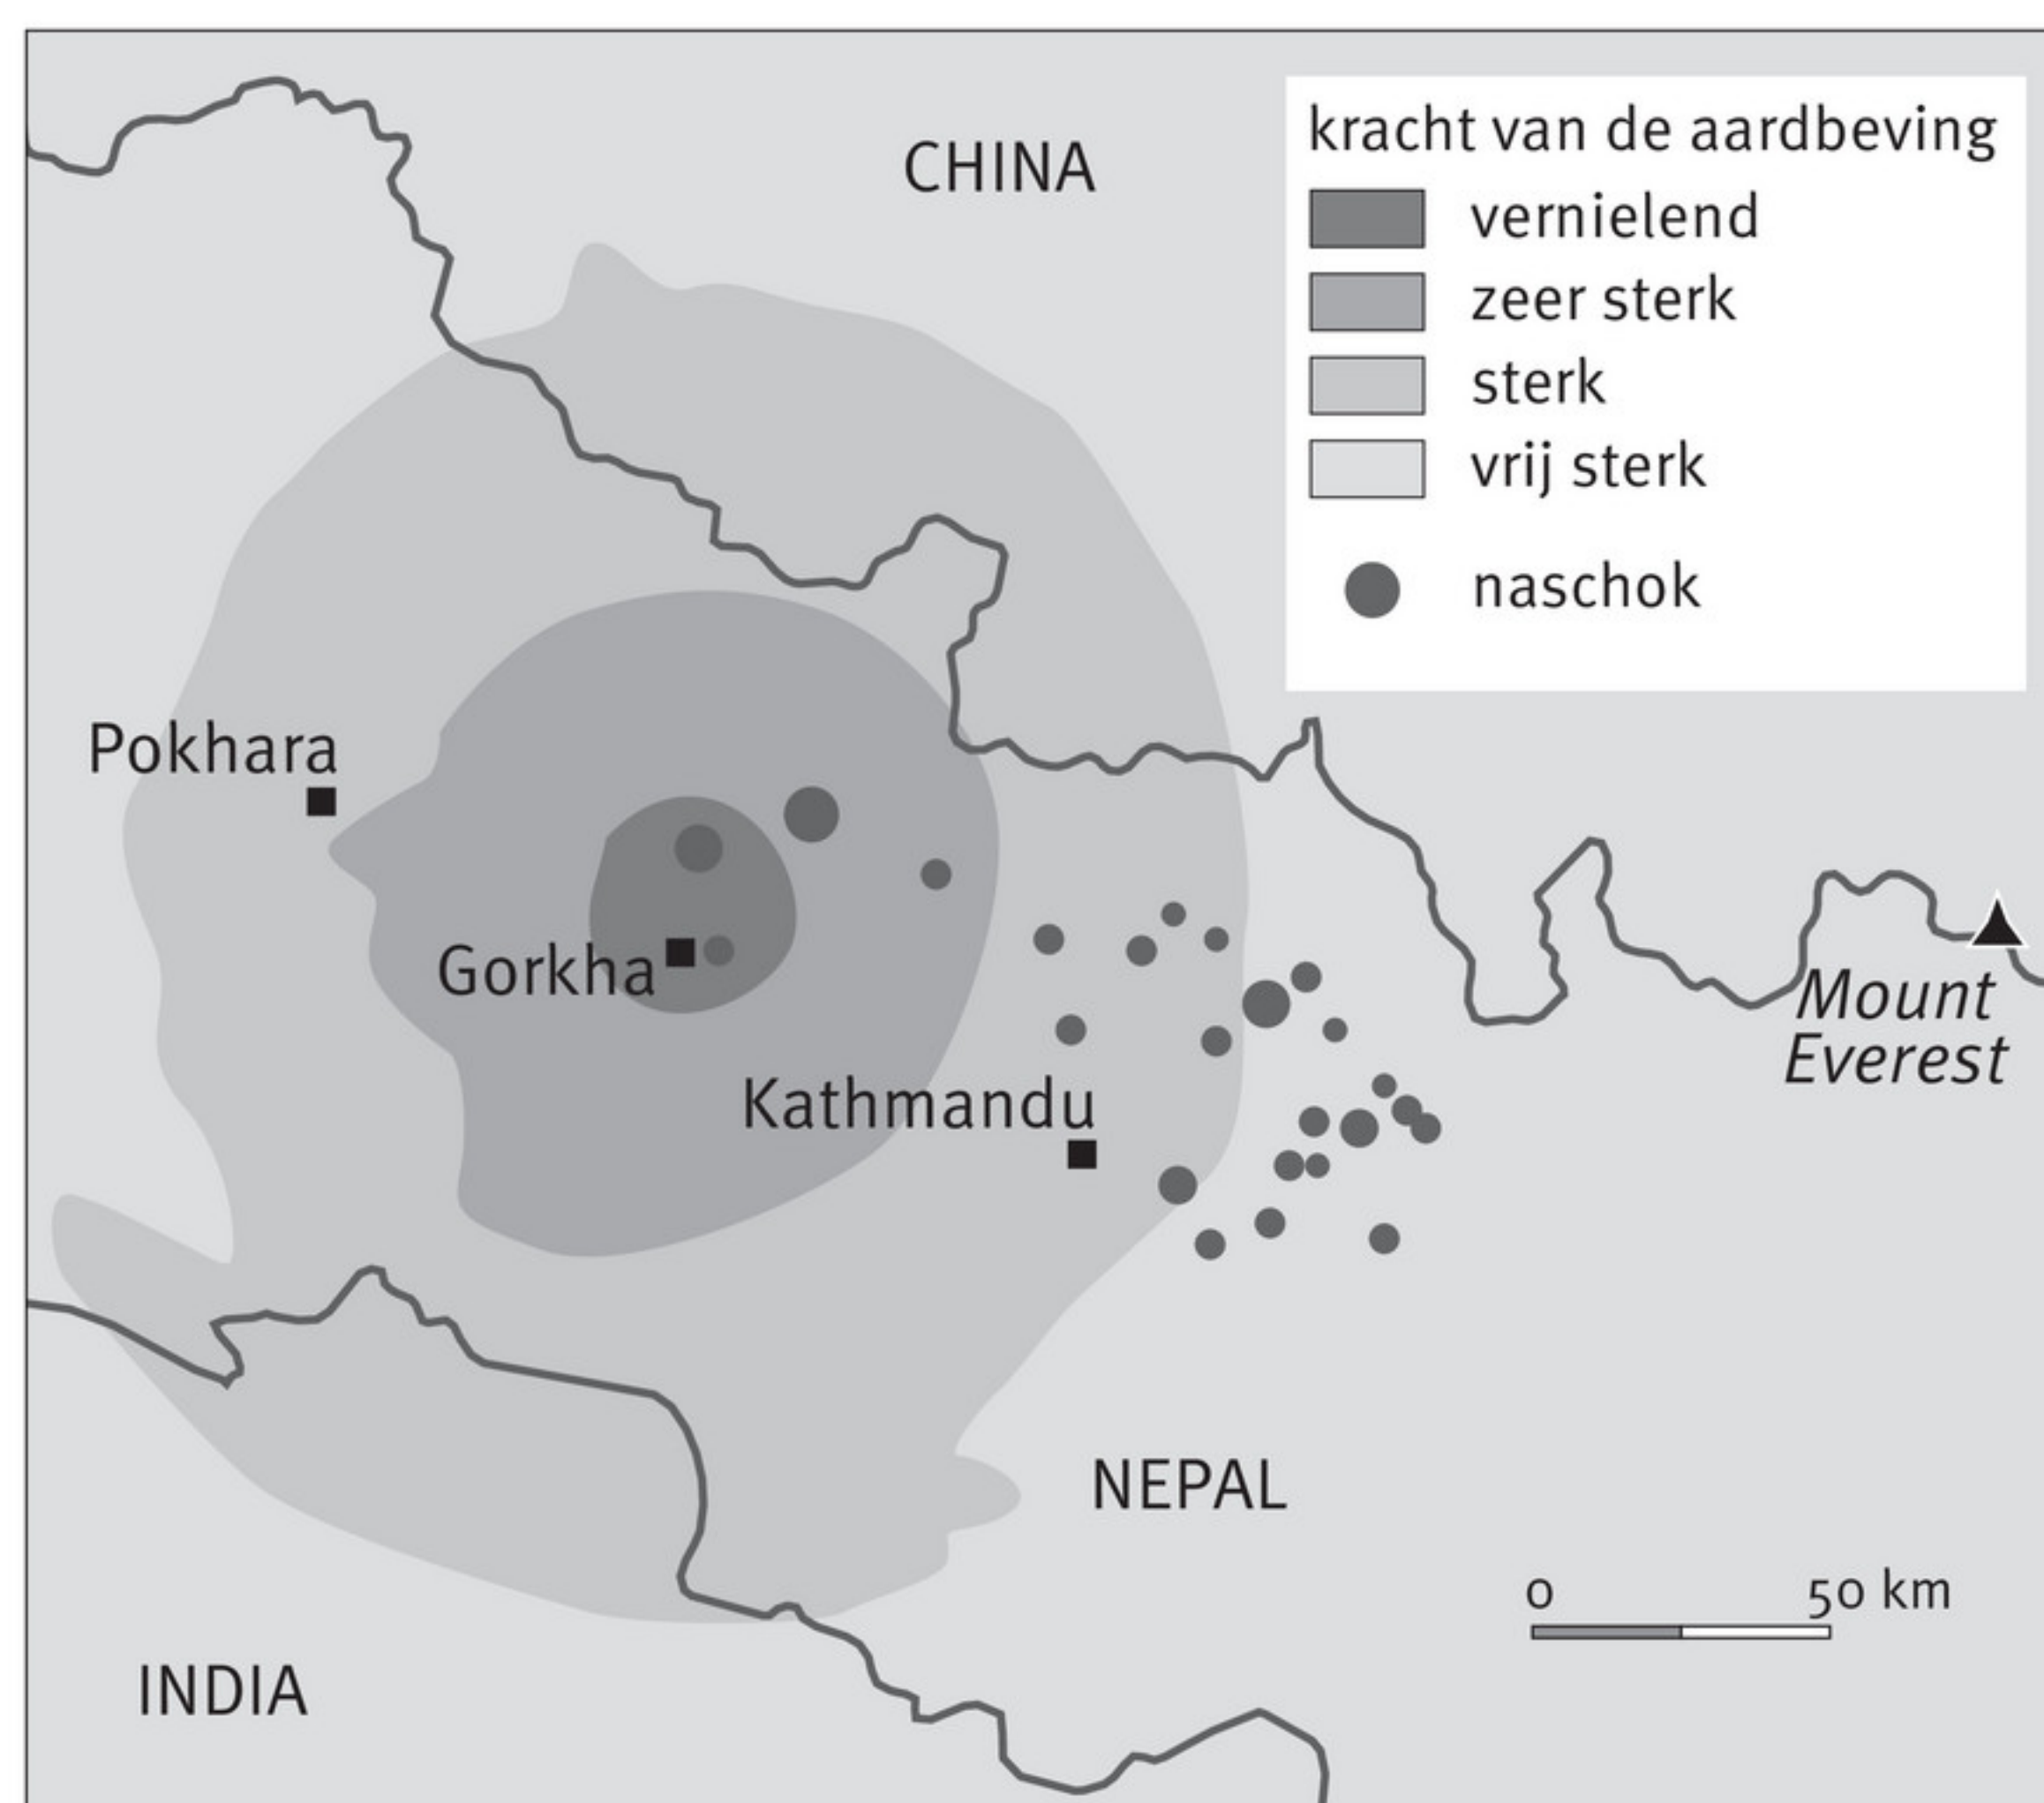 CHINA
kracht van de aardbeving
vernielend
zeer sterk
sterk
vrij sterk
naschok
Pokhara
Gorkha
Kathmandu
Mount
Everest
NEPAL
0 50 km
INDIA